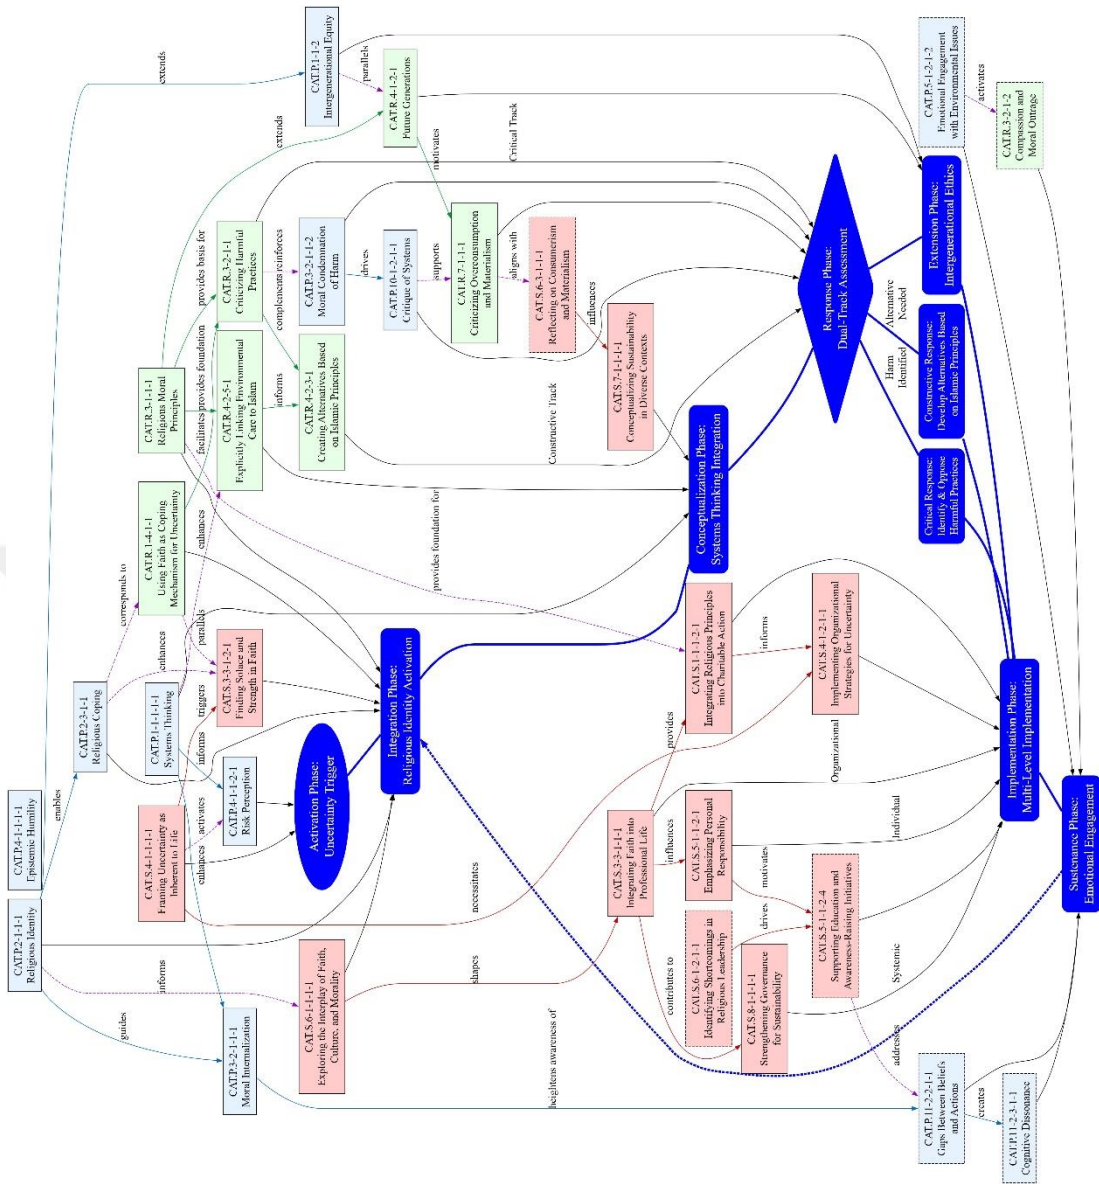 CAT.P.2-1-1-1
Religious Identity
CAT.P.4-1-1-1-1
Epistemic Humility
extends
guides
informs
enables
CAT.P.2-3-1-1
Religious Coping
corresponds to
CAT.P.1-1-2
Intergenerational Equity
parallels
CAT.R.3-1-1-1
Religious Moral
Principles
extends
CAT.R.4-1-2-1
Future Generations
CAT.R.1-4-1-1
Using Faith as Coping
Mechanism for Uncertainty
facilitates
provides foundation
provides basis for
CAT.S.4-1-1-1-1
Framing Uncertainty as
Inherent to Life
CAT.P.1-1-1-1-1
Systems Thinking
enhances
parallels
enhances
triggers
informs
activates
enhances
motivates
CAT.P.3-2-1-1-1
Moral Internalization
CAT.P.4-1-1-2-1
Risk Perception
CAT.S.3-3-1-2-1
Finding Solace and
Strength in Faith
CAT.R.4-2-5-1
Explicitly Linking Environmental
Care to Islam
CAT.R.3-2-1-1
Criticizing Harmful
Practices
informs
complements
reinforces
Critical Track
CAT.S.6-1-1-1-1
Exploring the Interplay of Faith,
Culture, and Morality
Activation Phase:
Uncertainty Trigger
CAT.R.4-2-3-1
Creating Alternatives Based
on Islamic Principles
CAT.P.3-2-1-1-2
Moral Condemnation
of Harm
drives
Integration Phase:
Religious Identity Activation
CAT.P.10-1-2-1-1
Critique of Systems
supports
CAT.R.7-1-1-1
Criticizing Overconsumption
and Materialism
aligns with
shapes
necessitates
provides foundation for
CAT.S.6-3-1-1-1
Reflecting on Consumerism
and Materialism
influences
Constructive Track
heightens awareness of
CAT.S.7-1-1-1-1
Conceptualizing Sustainability
in Diverse Contexts
CAT.S.3-3-1-1-1
Integrating Faith into
Professional Life
provides
influences
contributes to
CAT.S.1-1-1-2-1
Integrating Religious Principles
into Charitable Action
Conceptualization Phase:
Systems Thinking Integration
CAT.S.6-1-2-1-1
Identifying Shortcomings in
Religious Leadership
CAT.S.5-1-1-2-1
Emphasizing Personal
Responsibility
informs
drives
motivates
CAT.S.8-1-1-1-1
Strengthening Governance
for Sustainability
CAT.S.5-1-1-2-4
Supporting Education and
Awareness-Raising Initiatives
CAT.S.4-1-2-1-1
Implementing Organizational
Strategies for Uncertainty
Response Phase:
Dual-Track Assessment
Systemic
Individual
Organizational
addresses
Harm
Identified
Alternative
Needed
CAT.P.11-2-2-1-1
Gaps Between Beliefs
and Actions
Critical Response:
Identify & Oppose
Harmful Practices
Constructive Response:
Develop Alternatives Based
on Islamic Principles
Extension Phase:
Intergenerational Ethics
CAT.P.5-1-2-1-2
Emotional Engagement
with Environmental Issues
creates
activates
CAT.P.11-2-3-1-1
Cognitive Dissonance
Implementation Phase:
Multi-Level Implementation
CAT.R.3-2-1-2
Compassion and
Moral Outrage
Sustenance Phase:
Emotional Engagement